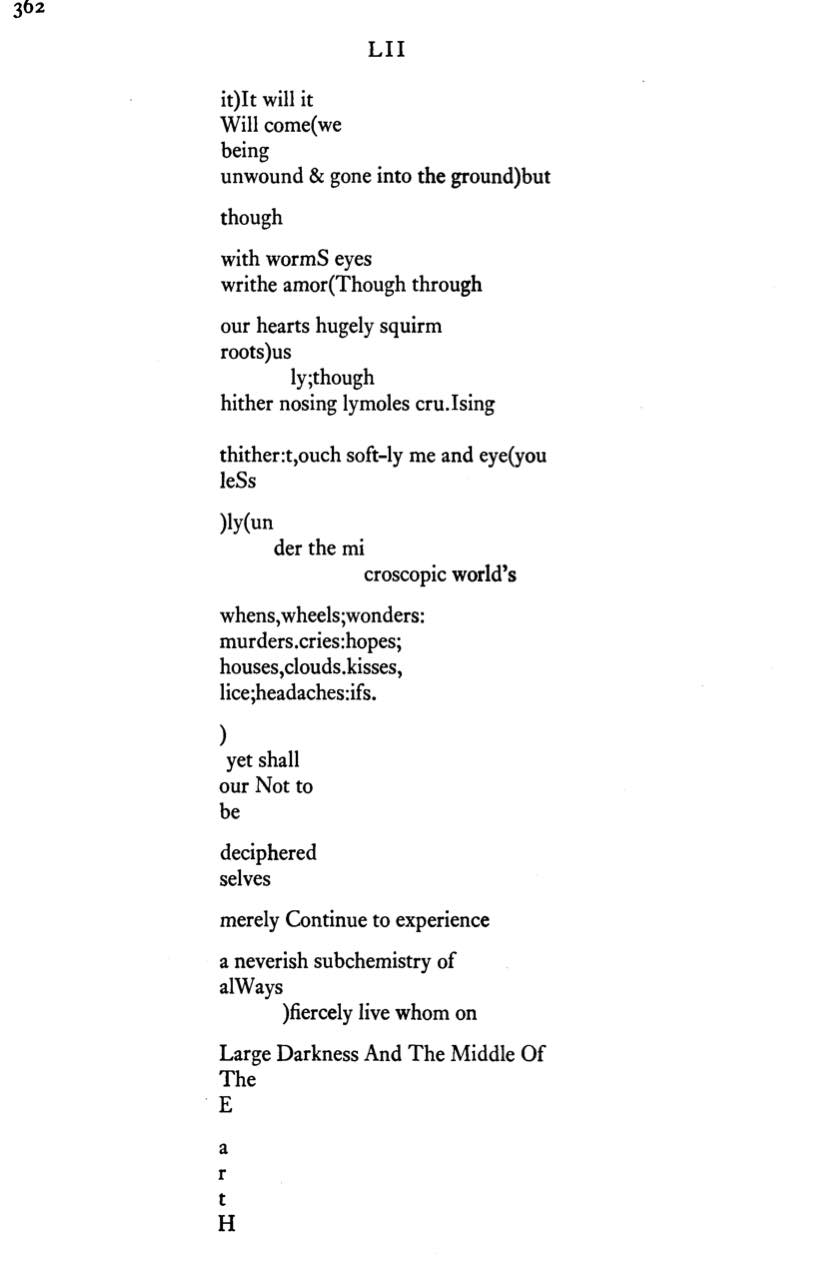 362
LII
it)It will it
Will come(we
being
unwound & gone into the ground)but
though
with wormS eyes
writhe amor(Though through
our hearts hugely squirm
roots)us
ly;though
hither nosing lymoles cru.Ising
thither:t,ouch soft-ly me and eye(you
leSs
)ly(un
der the mi
croscopic world's
whens,wheels;wonders:
murders.cries:hopes;
houses,clouds.kisses,
lice;headaches:ifs.
)
yet shall
our Not to
be
deciphered
selves
merely Continue to experience
a neverish subchemistry of
alWays
)fiercely live whom on
Large Darkness And The Middle Of
The
E
a
r
t
H